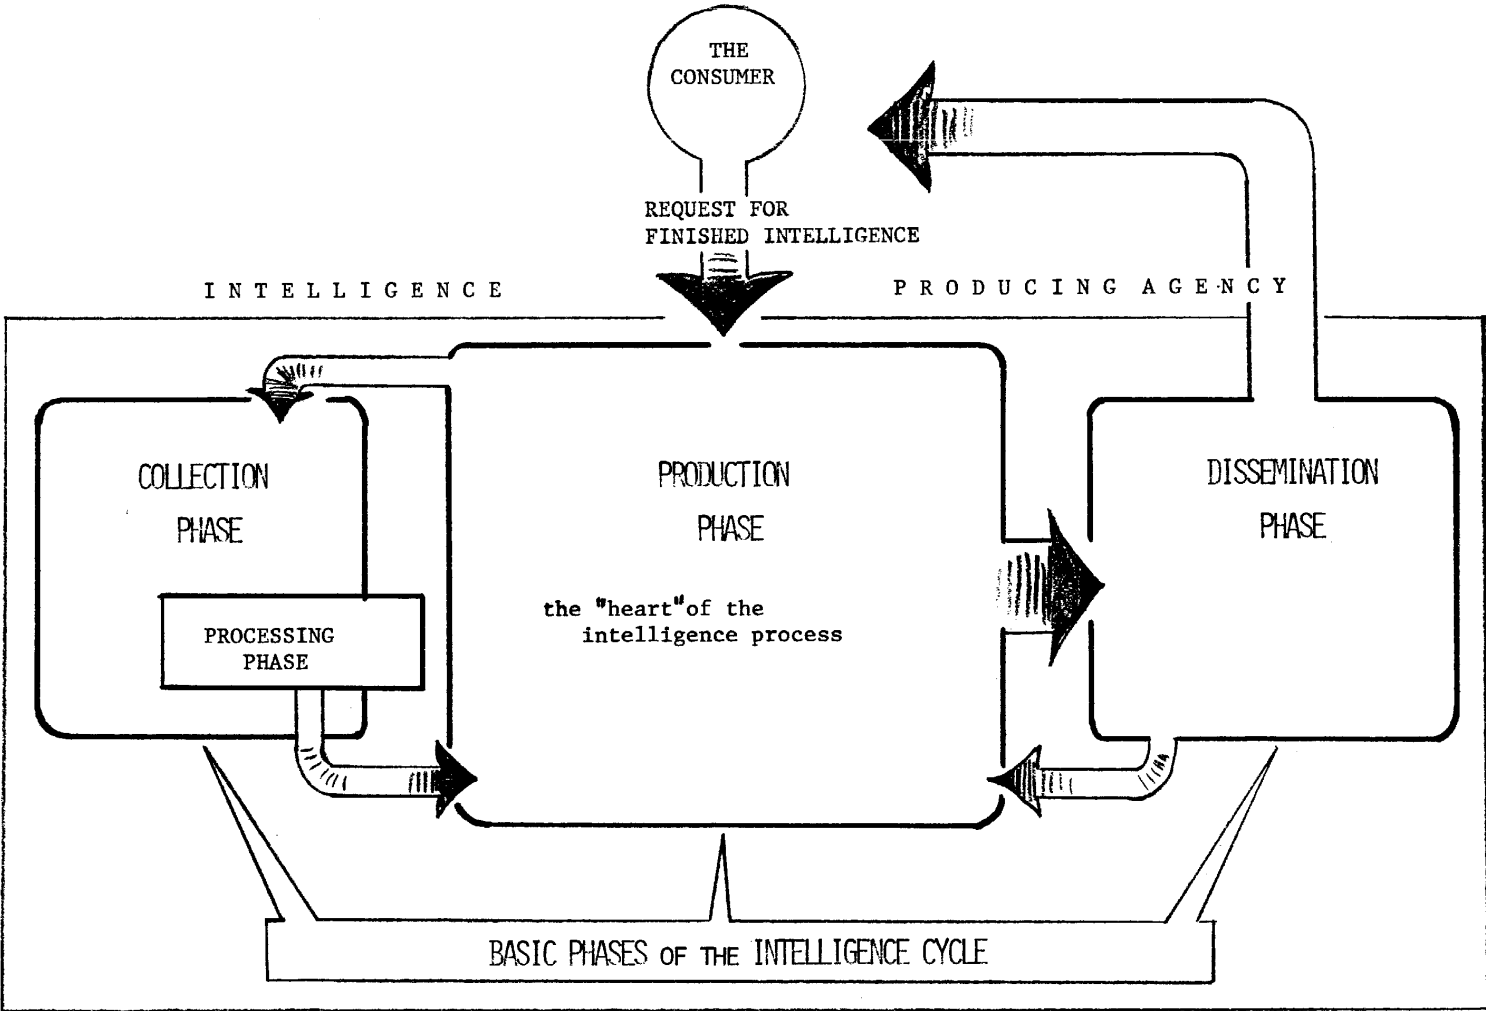 THE
CONSUMER
REQUEST FOR
FINISHED INTELLIGENCE
INTELLIGENCE
PRODUCING AGENCY
COLLECTION
PHASE
PROCESSING
PHASE
PRODUCTION
PHASE
the "heart" of the
intelligence process
DISSEMINATION
PHASE
BASIC PHASES OF THE INTELLIGENCE CYCLE